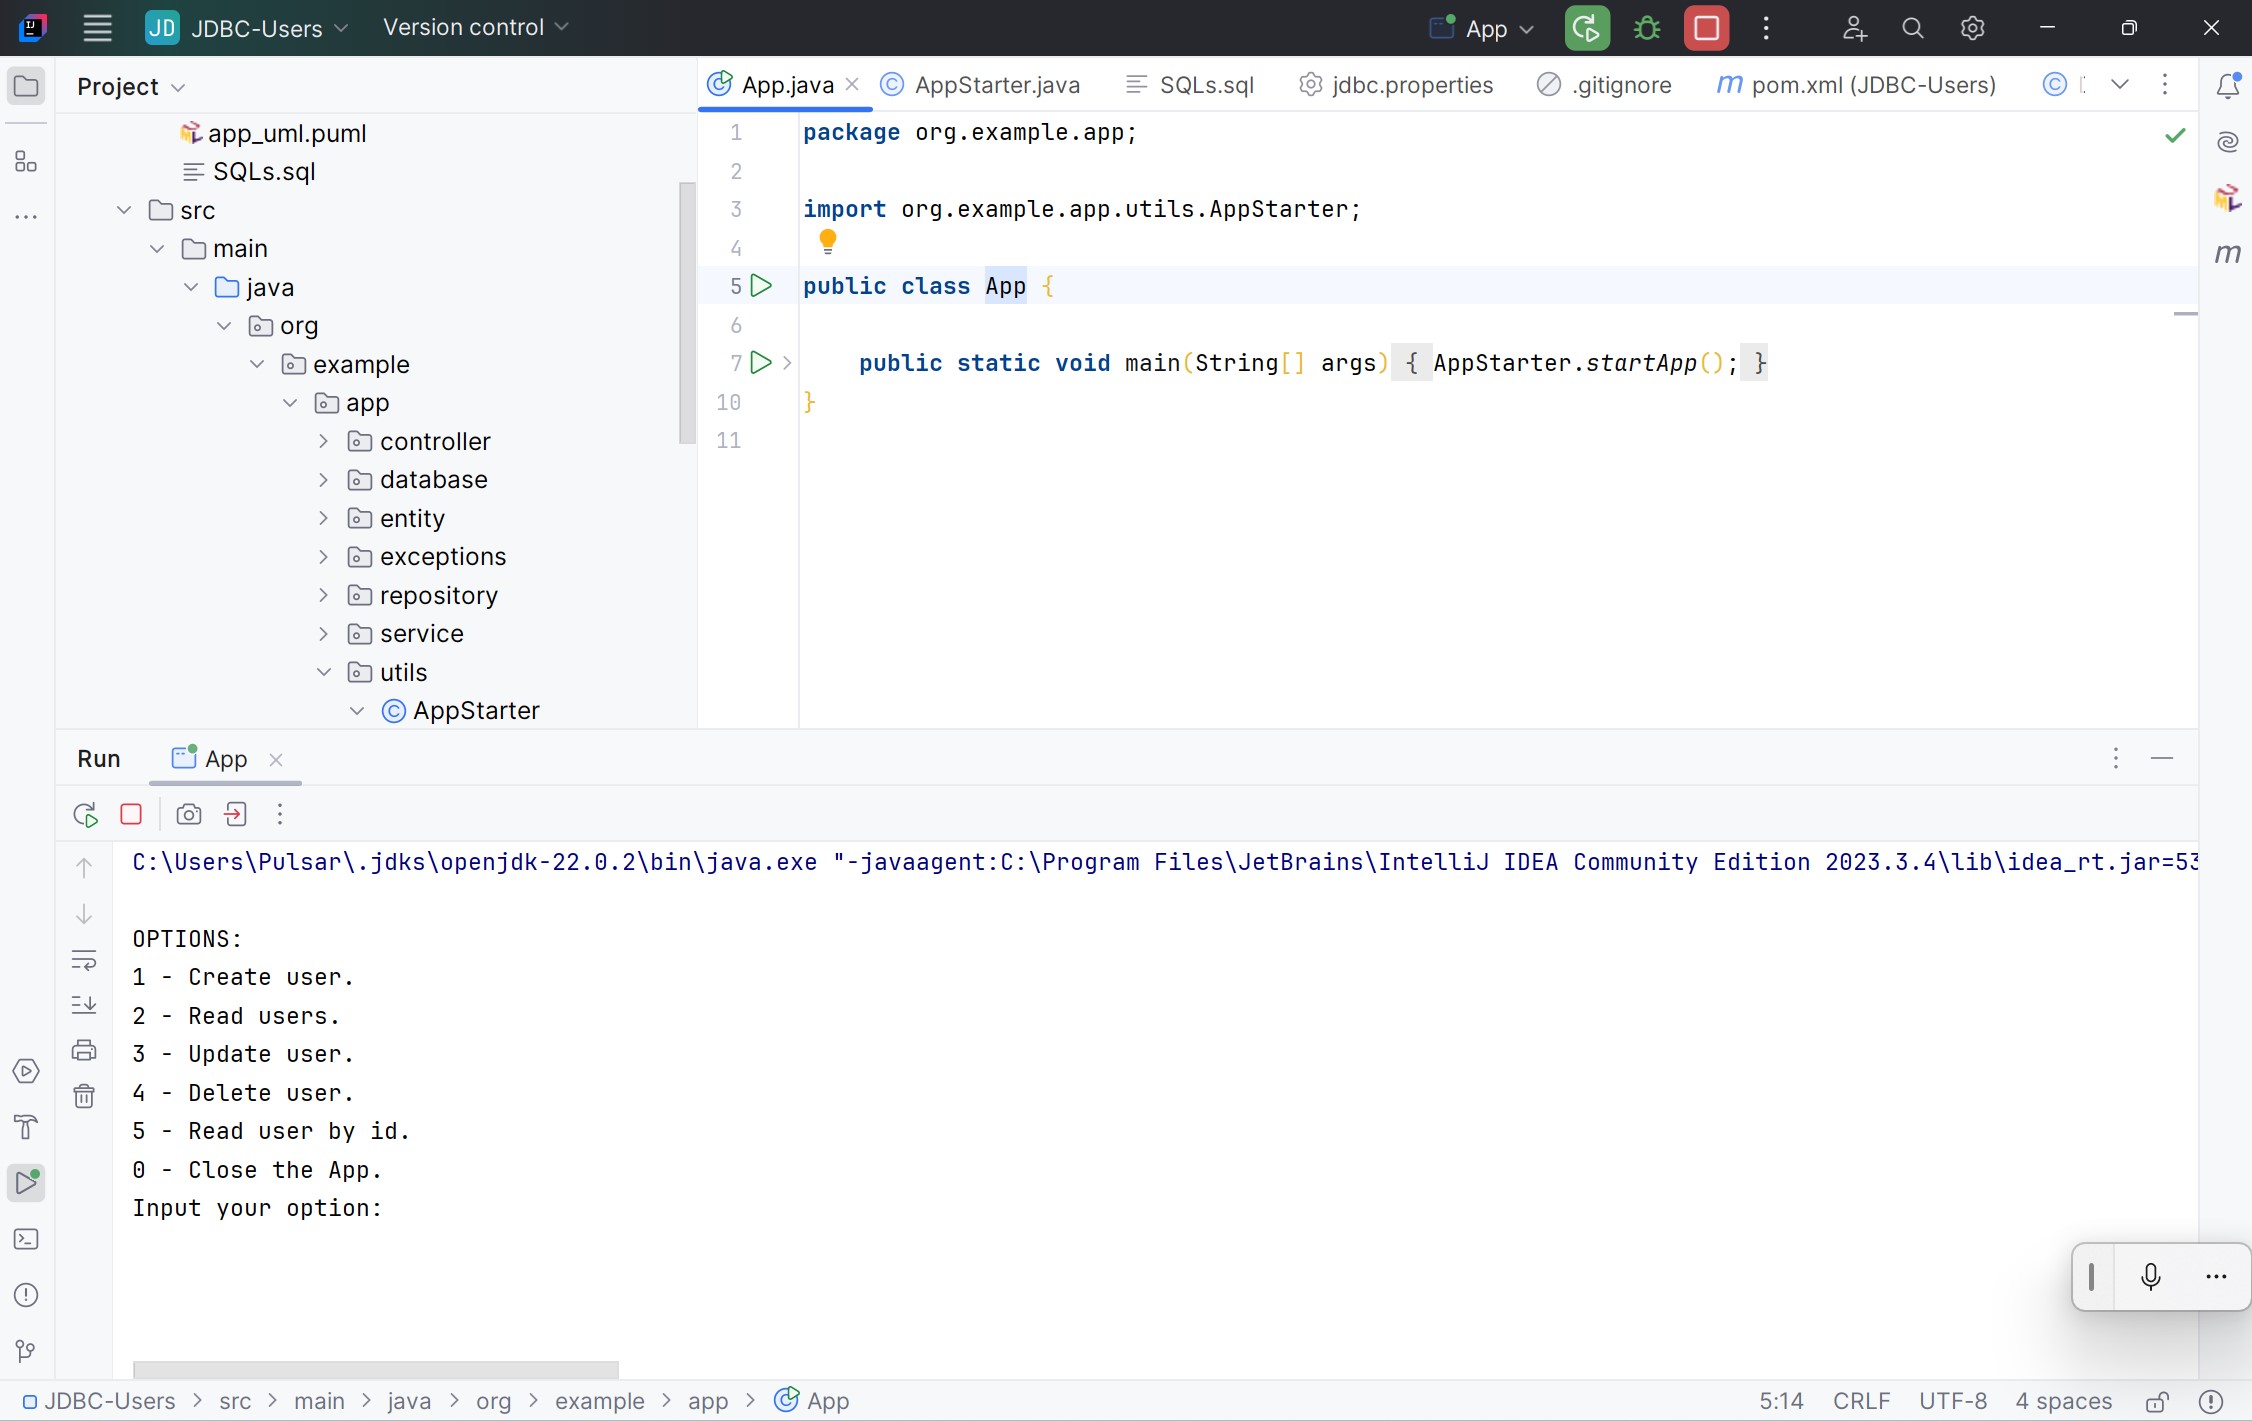 JD JDBC-Users Version control App
Project
App.java AppStarter.java SQLs.sql jdbc.properties .gitignore pom.xml (JDBC-Users)
app_uml.puml
SQLs.sql
src
main
java
org
example
app
controller
database
entity
exceptions
repository
service
utils
AppStarter
1 package org.example.app;
2
3 import org.example.app.utils.AppStarter;
4
5 public class App {
6
7 public static void main(String[] args) { AppStarter.startApp(); }
10 }
11
Run App
C:\Users\Pulsar\.jdks\openjdk-22.0.2\bin\java.exe "-javaagent:C:\Program Files\JetBrains\IntelliJ IDEA Community Edition 2023.3.4\lib\idea_rt.jar=53
OPTIONS:
1 - Create user.
2 - Read users.
3 - Update user.
4 - Delete user.
5 - Read user by id.
0 - Close the App.
Input your option:
JDBC-Users > src > main > java > org > example > app > App
5:14 CRLF UTF-8 4 spaces